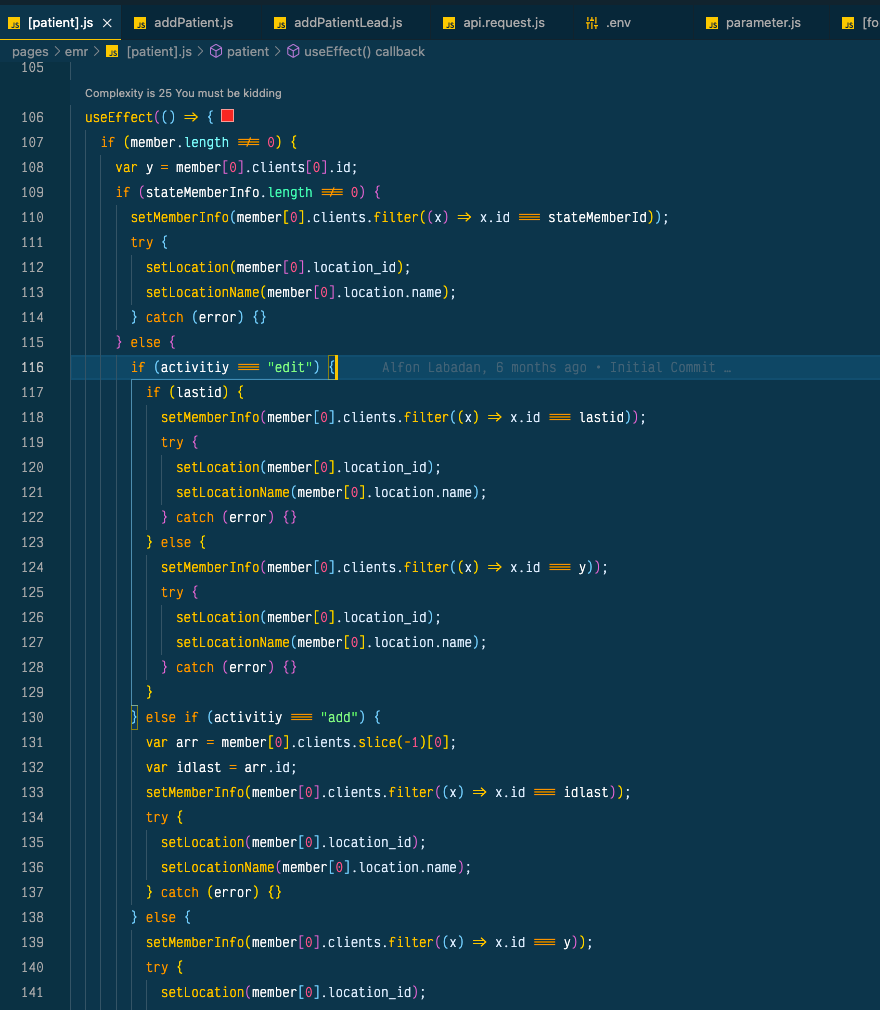 [patient].js addPatient.js addPatientLead.js api.request.js .env parameter.js [fo
pages > emr > [patient].js > patient > useEffect() callback
105
Complexity is 25 You must be kidding
106 useEffect(() => {
107 if (member.length !== 0) {
108 var y = member[0].clients[0].id;
109 if (stateMemberInfo.length !== 0) {
110 setMemberInfo(member[0].clients.filter((x) => x.id === stateMemberId));
111 try {
112 setLocation(member[0].location_id);
113 setLocationName(member[0].location.name);
114 } catch (error) {}
115 } else {
116 if (activitiy === "edit") { Alfon Labadan, 6 months ago • Initial Commit …
117 if (lastid) {
118 setMemberInfo(member[0].clients.filter((x) => x.id === lastid));
119 try {
120 setLocation(member[0].location_id);
121 setLocationName(member[0].location.name);
122 } catch (error) {}
123 } else {
124 setMemberInfo(member[0].clients.filter((x) => x.id === y));
125 try {
126 setLocation(member[0].location_id);
127 setLocationName(member[0].location.name);
128 } catch (error) {}
129 }
130 } else if (activitiy === "add") {
131 var arr = member[0].clients.slice(-1)[0];
132 var idlast = arr.id;
133 setMemberInfo(member[0].clients.filter((x) => x.id === idlast));
134 try {
135 setLocation(member[0].location_id);
136 setLocationName(member[0].location.name);
137 } catch (error) {}
138 } else {
139 setMemberInfo(member[0].clients.filter((x) => x.id === y));
140 try {
141 setLocation(member[0].location_id);